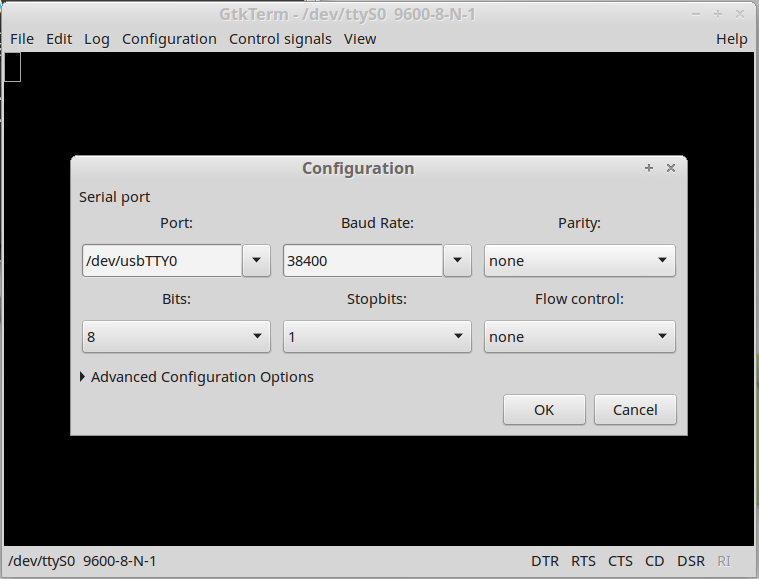 GtkTerm - /dev/ttyS0 9600-8-N-1
File Edit Log Configuration Control signals View Help
Configuration
Serial port
Port: Baud Rate: Parity:
/dev/usbTTY0 38400 none
Bits: Stopbits: Flow control:
8 1 none
Advanced Configuration Options
OK Cancel
/dev/ttyS0 9600-8-N-1 DTR RTS CTS CD DSR RI